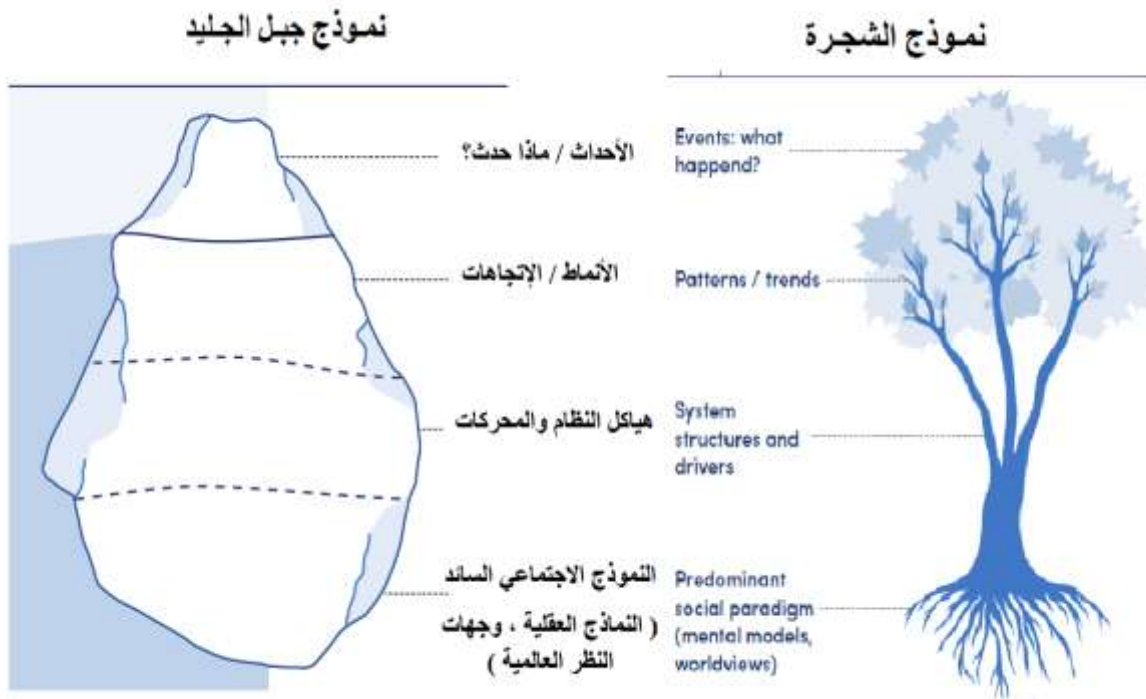 نموذج جبل الجليد
نموذج الشجرة
الأحداث / ماذا حدث؟
Events: what
happend?
الأنماط / الإتجاهات
Patterns / trends
هياكل النظام والمحركات
System
structures and
drivers
النموذج الاجتماعي السائد
( النماذج العقلية ، وجهات
النظر العالمية )
Predominant
social paradigm
(mental models,
worldviews)